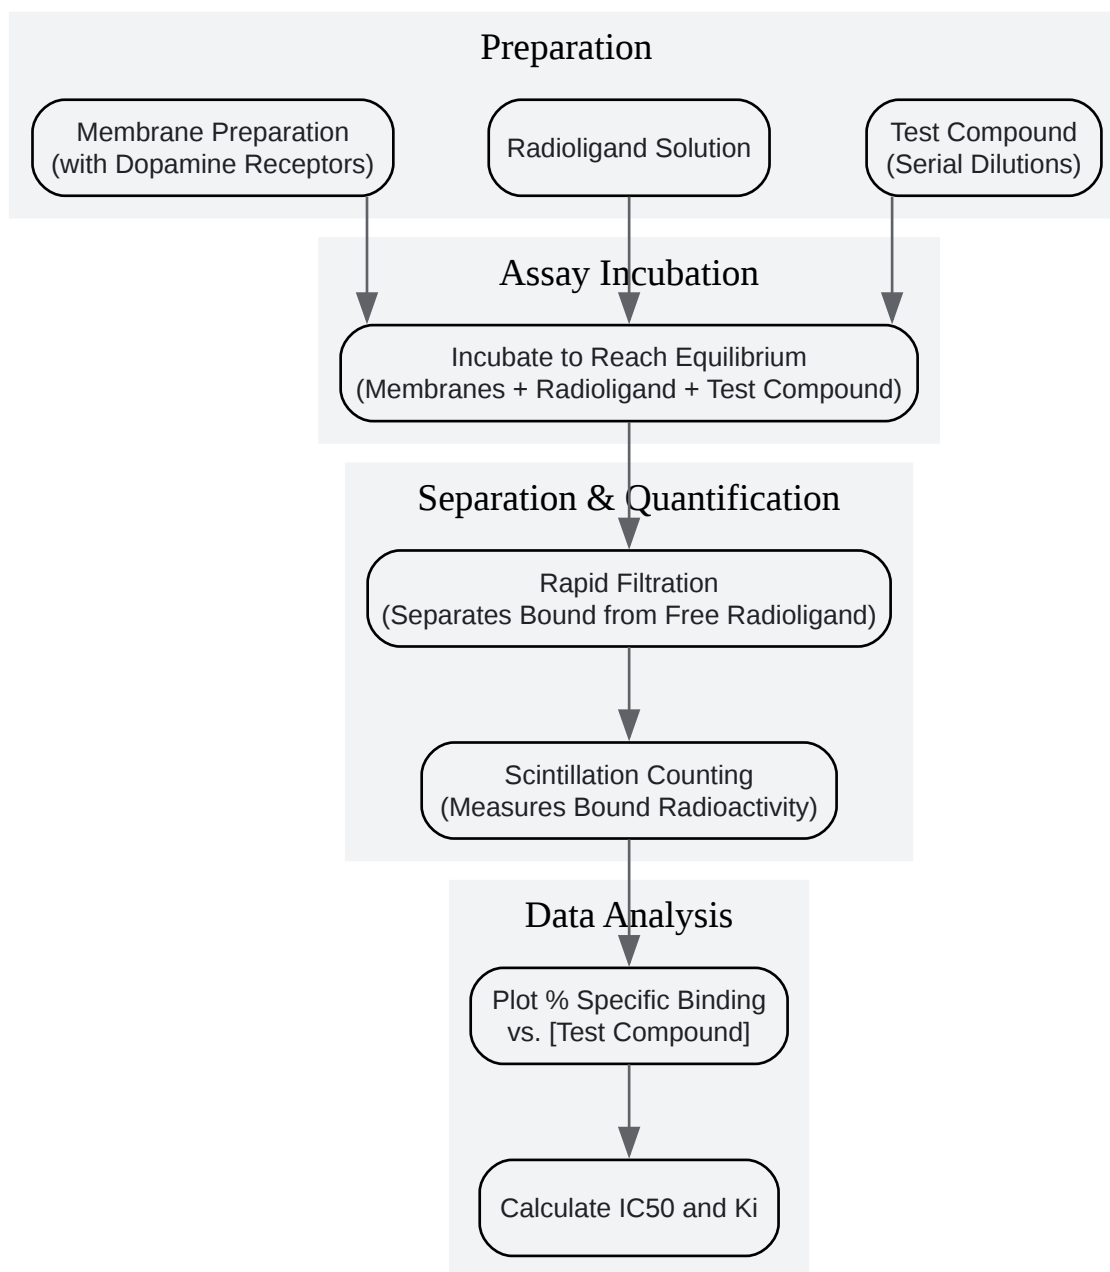 Preparation
Membrane Preparation
(with Dopamine Receptors)
Radioligand Solution
Test Compound
(Serial Dilutions)
Assay Incubation
Incubate to Reach Equilibrium
(Membranes + Radioligand + Test Compound)
Separation & Quantification
Rapid Filtration
(Separates Bound from Free Radioligand)
Scintillation Counting
(Measures Bound Radioactivity)
Data Analysis
Plot % Specific Binding
vs. [Test Compound]
Calculate IC50 and Ki